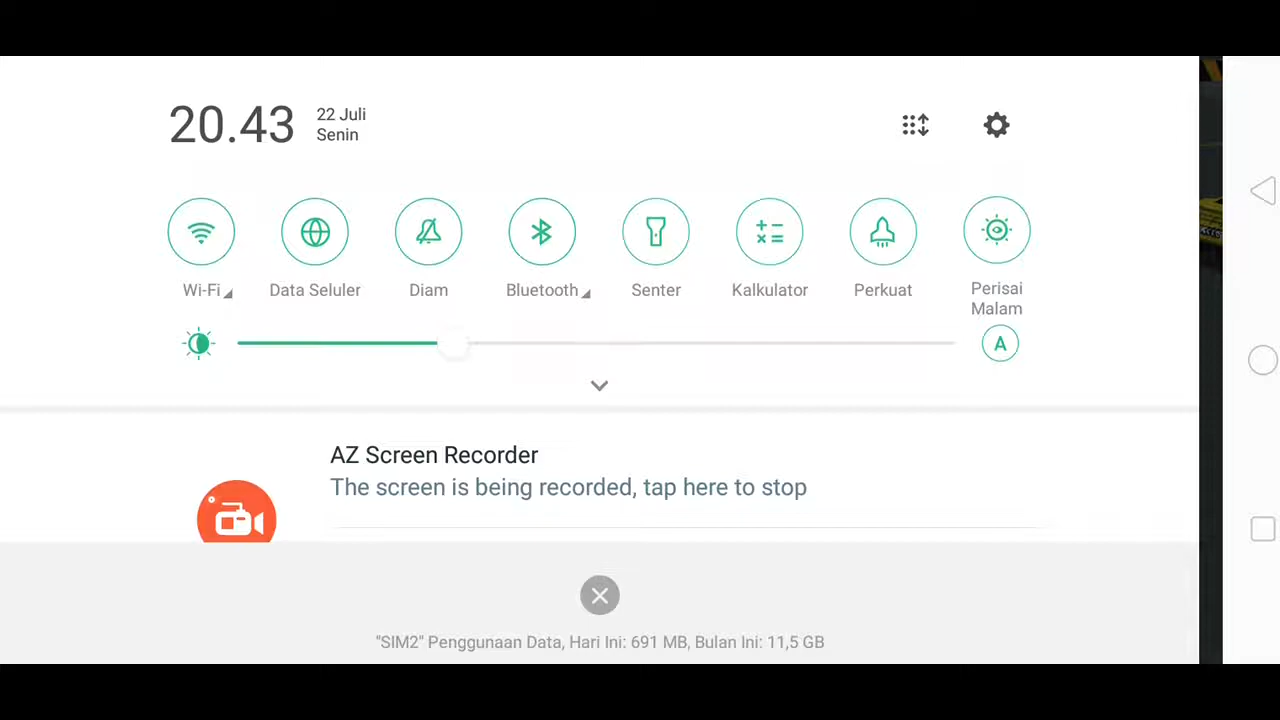 20.43
22 Juli
Senin
Wi-Fi
Data Seluler
Diam
Bluetooth
Senter
Kalkulator
Perkuat
Perisai
Malam
A
AZ Screen Recorder
The screen is being recorded, tap here to stop
"SIM2" Penggunaan Data, Hari Ini: 691 MB, Bulan Ini: 11,5 GB